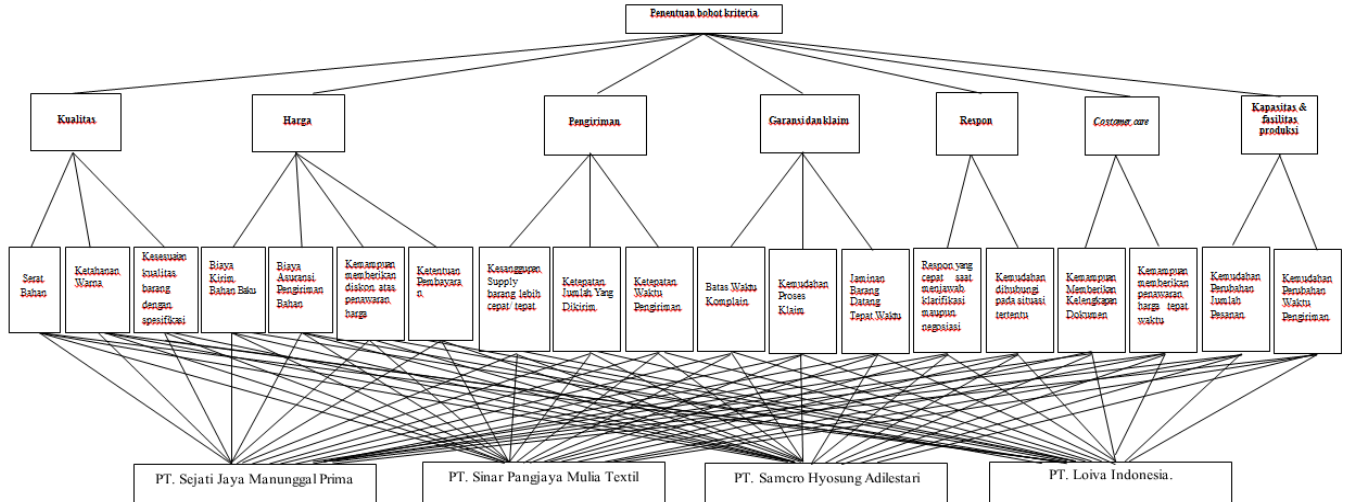 Penentuan bobot kriteria
Kualitas
Harga
Pengiriman
Garansi dan klaim
Respon
Costomer care
Kapasitas &
fasilitas
produksi
Serat
Bahan
Ketahanan
Warna
Kesesuaian
kualitas
barang
dengan
spesifikasi
Biaya
Kirim
Bahan Baku
Biaya
Asuransi
Pengiriman
Bahan
Kemampuan
memberikan
diskon atas
penawaran
harga
Ketentuan
Pembayara
n
Kesanggupan
Supply
barang lebih
cepat/ tepat
Ketepatan
Jumlah Yang
Dikirim
Ketepatan
Waktu
Pengiriman
Batas Waktu
Komplain
Kemudahan
Proses
Klaim
Jaminan
Barang
Datang
Tepat Waktu
Respon yang
cepat saat
menjawab
klarifikasi
maupun
negosiasi
Kemudahan
dihubungi
pada situasi
tertentu
Kemampuan
Memberikan
Kelengkapan
Dokumen
Kemampuan
memberikan
penawaran
harga tepat
waktu
Kemudahan
Perubahan
Jumlah
Pesanan
Kemudahan
Perubahan
Waktu
Pengiriman
PT. Sejati Jaya Manunggal Prima
PT. Sinar Pangjaya Mulia Textil
PT. Samcro Hyosung Adilestari
PT. Loiva Indonesia.